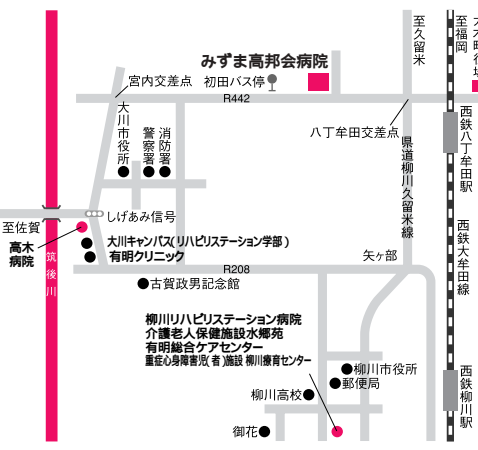 至久留米
至福岡
大木町役場
みずま高邦会病院
宮内交差点
初田バス停
R442
大川市役所
警察署
消防署
八丁牟田交差点
西鉄八丁牟田駅
県道柳川久留米線
しげあみ信号
至佐賀
高木
病院
大川キャンパス(リハビリステーション学部)
有明クリニック
筑後川
矢ヶ部
西鉄大牟田線
R208
古賀政男記念館
柳川リハビリステーション病院
介護老人保健施設水郷苑
有明総合ケアセンター
重症心身障害児(者)施設 柳川療育センター
柳川市役所
郵便局
柳川高校
西鉄柳川駅
御花